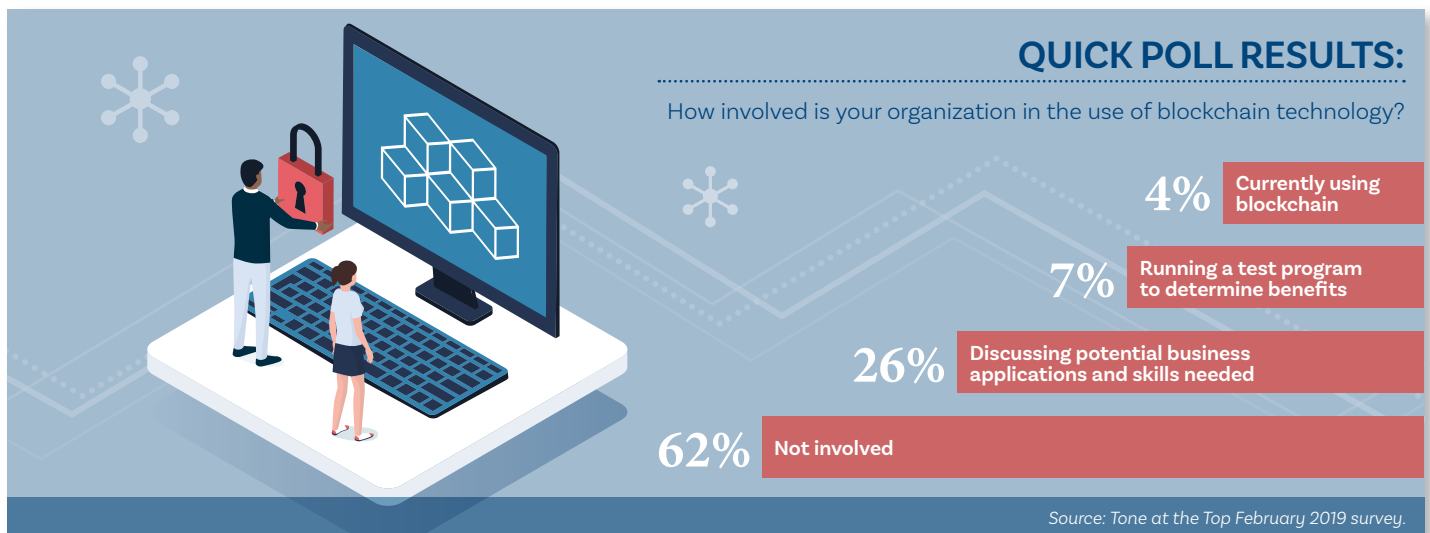 QUICK POLL RESULTS:
How involved is your organization in the use of blockchain technology?
4%
Currently using
blockchain
7%
Running a test program
to determine benefits
26%
Discussing potential business
applications and skills needed
62%
Not involved
Source: Tone at the Top February 2019 survey.